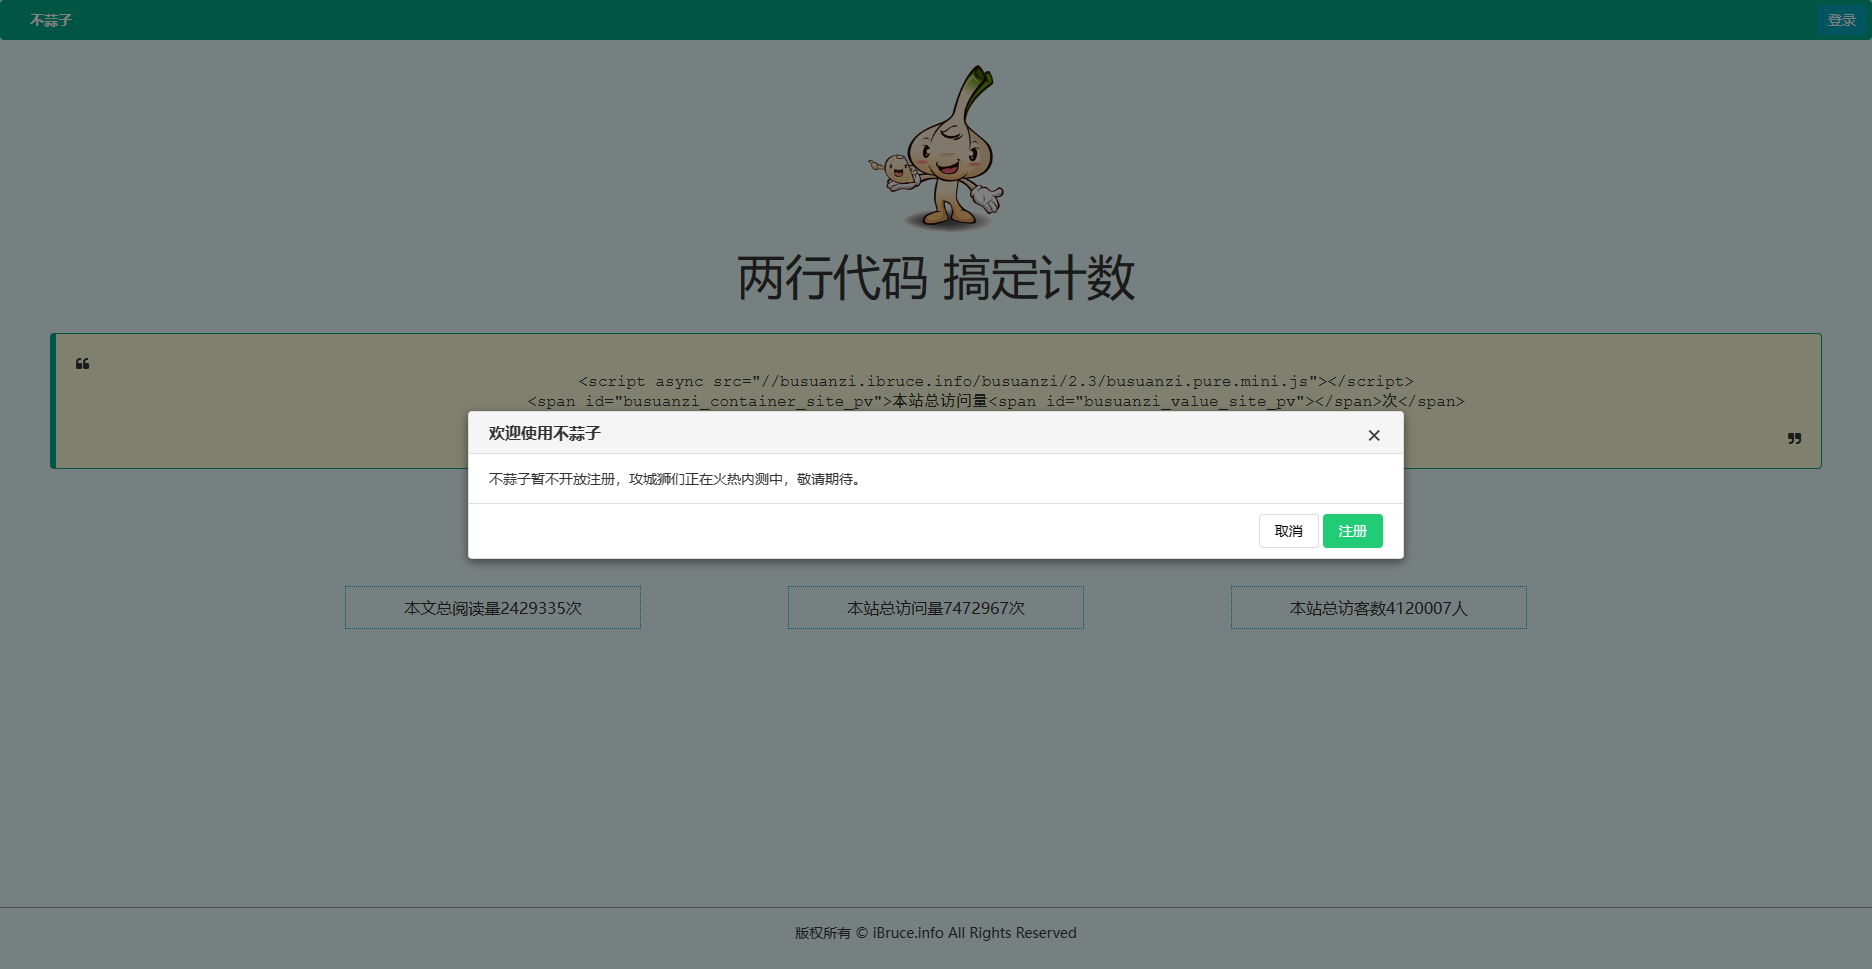 不蒜子
登录
两行代码 搞定计数
<script async src="//busuanzi.ibruce.info/busuanzi/2.3/busuanzi.pure.mini.js"></script>
<span id="busuanzi_container_site_pv">本站总访问量<span id="busuanzi_value_site_pv"></span>次</span>
欢迎使用不蒜子
不蒜子暂不开放注册，攻城狮们正在火热内测中，敬请期待。
取消 注册
本文总阅读量2429335次
本站总访问量7472967次
本站总访客数4120007人
版权所有 © iBruce.info All Rights Reserved